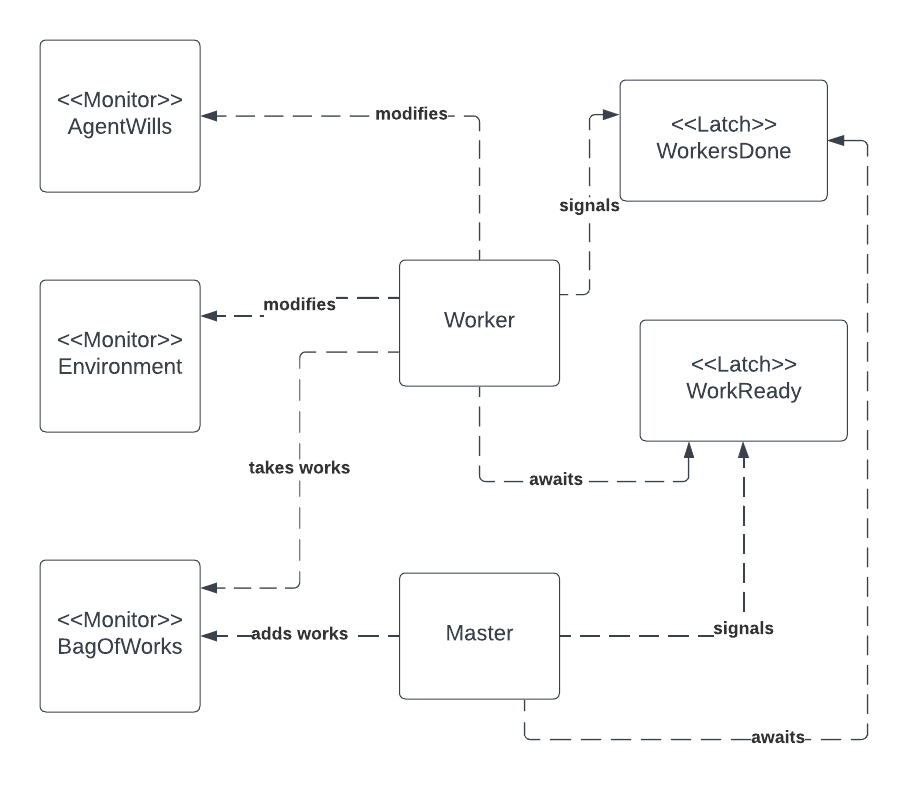 <<Monitor>>
AgentWills
modifies
<<Latch>>
WorkersDone
signals
<<Monitor>>
Environment
modifies
Worker
<<Latch>>
WorkReady
takes works
awaits
<<Monitor>>
BagOfWorks
adds works
Master
signals
awaits